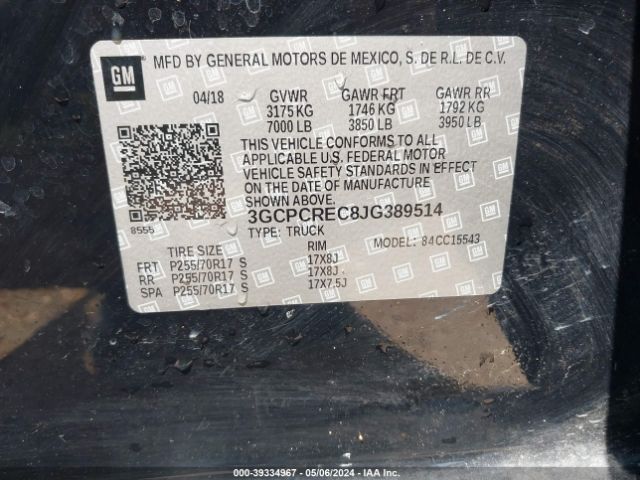 GM
MFD BY GENERAL MOTORS DE MEXICO, S. DE R.L. DE C.V.
04/18 GVWR GAWR FRT GAWR RR
3175 KG 1746 KG 1792 KG
7000 LB 3850 LB 3950 LB
THIS VEHICLE CONFORMS TO ALL
APPLICABLE U.S. FEDERAL MOTOR
VEHICLE SAFETY STANDARDS IN EFFECT
ON THE DATE OF MANUFACTURE
SHOWN ABOVE.
3GCPCREC8JG389514
8555 TYPE: TRUCK MODEL: 84CC15543
TIRE SIZE RIM
FRT P255/70R17 S 17X8J
RR P255/70R17 S 17X8J
SPA P255/70R17 S 17X7.5J
000-39334967 - 05/06/2024 - IAA Inc.